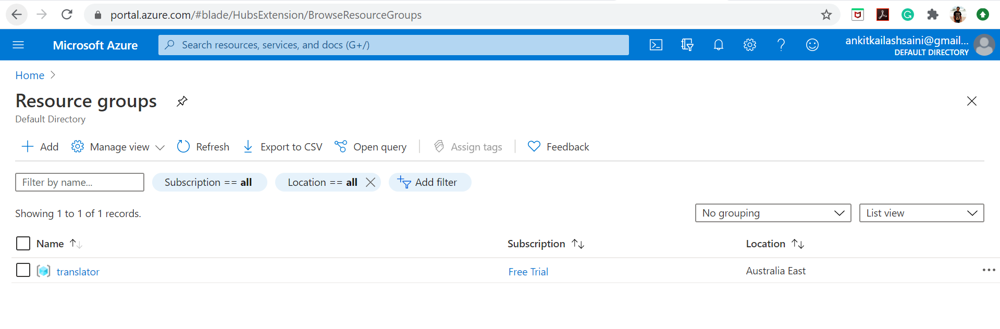 portal.azure.com/#blade/HubsExtension/BrowseResourceGroups
Microsoft Azure
Search resources, services, and docs (G+/)
ankitkailashsaini@gmail...
DEFAULT DIRECTORY
Home
Resource groups
Default Directory
Add
Manage view
Refresh
Export to CSV
Open query
Assign tags
Feedback
Filter by name...
Subscription == all
Location == all
Add filter
Showing 1 to 1 of 1 records.
No grouping
List view
Name
Subscription
Location
translator
Free Trial
Australia East